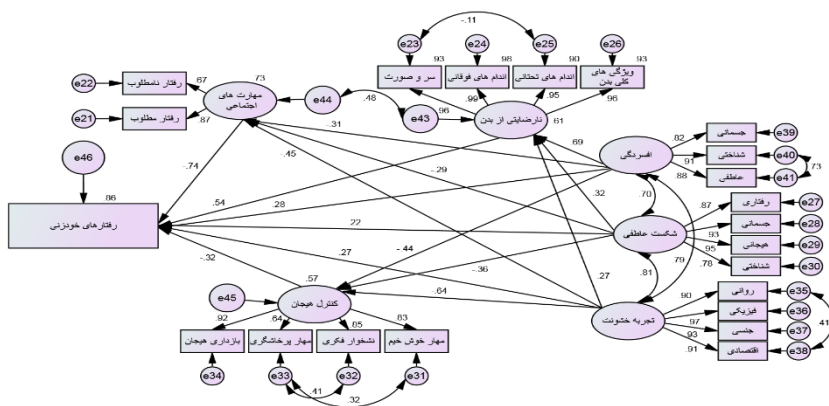 -.11
e23
e24
e25
e26
.93
.98
.90
.93
سر و صورت
اندام های فوقانی
اندام های تحتانی
ویژگی های
کلی بدن
.96
.99
.95
.96
e22
رفتار نامطلوب
.67
e21
رفتار مطلوب
.87
.73
مهارت های
اجتماعی
e44
.48
e43
نارضایتی از بدن
.61
e46
.86
رفتارهای خودزنی
-.74
.54
.28
.22
.27
-.32
-.31
-.45
-.29
.69
.32
.27
-.44
-.36
-.64
افسردگی
.82
.91
.88
جسمانی
شناختی
عاطفی
e39
e40
e41
.73
.70
.79
.81
شکست عاطفی
.87
.93
.95
.78
رفتاری
جسمانی
هیجانی
شناختی
e27
e28
e29
e30
تجربه خشونت
.90
.97
.93
.91
روانی
فیزیکی
جنسی
اقتصادی
e35
e36
e37
e38
.41
e45
.57
کنترل هیجان
.92
.64
.85
.83
بازداری هیجان
مهار پرخاشگری
نشخوار فکری
مهار خوش خیم
e34
e33
e32
e31
.41
.32